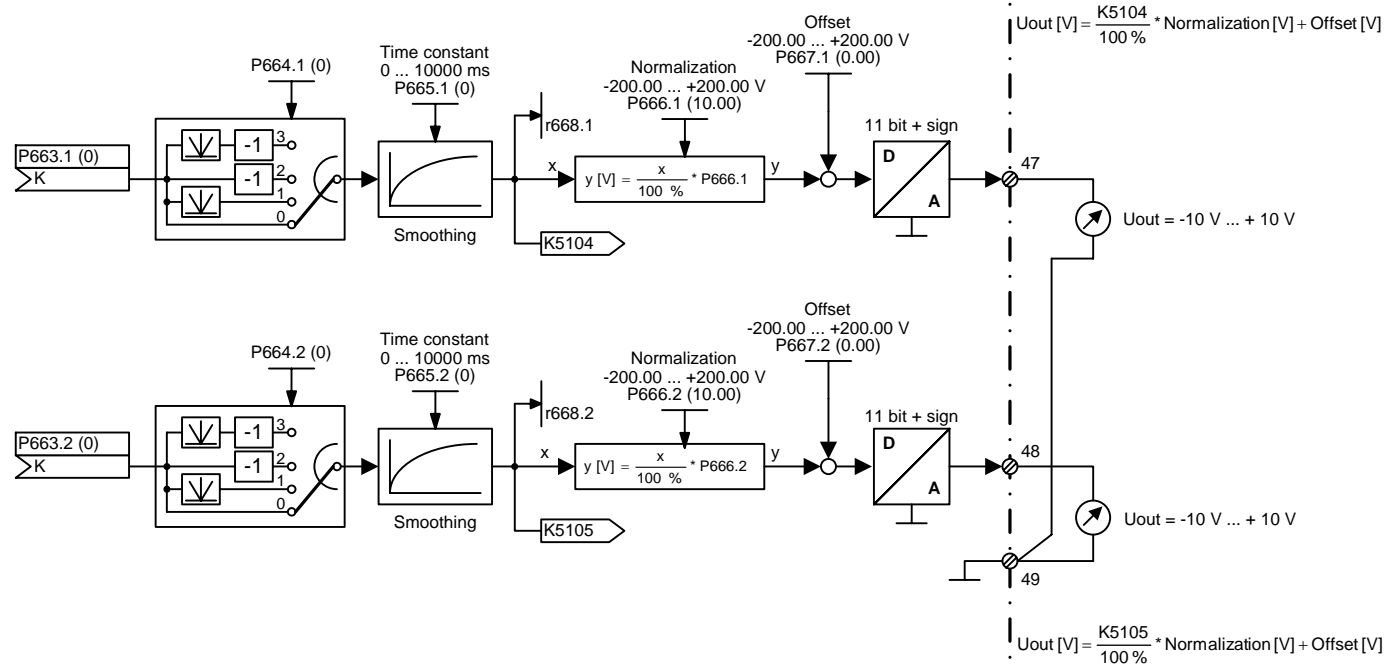 Uout [V] = K5104 / 100 % * Normalization [V] + Offset [V]
Offset
-200.00 ... +200.00 V
P667.1 (0.00)
Time constant
0 ... 10000 ms
P665.1 (0)
P664.1 (0)
Normalization
-200.00 ... +200.00 V
P666.1 (10.00)
r668.1
11 bit + sign
P663.1 (0)
K
-1
3
-1
2
1
0
x
y [V] = x / 100 % * P666.1
y
D
A
47
Uout = -10 V ... + 10 V
Smoothing
K5104
Offset
-200.00 ... +200.00 V
P667.2 (0.00)
Time constant
0 ... 10000 ms
P665.2 (0)
P664.2 (0)
Normalization
-200.00 ... +200.00 V
P666.2 (10.00)
r668.2
11 bit + sign
P663.2 (0)
K
-1
3
-1
2
1
0
x
y [V] = x / 100 % * P666.2
y
D
A
48
Uout = -10 V ... + 10 V
Smoothing
K5105
49
Uout [V] = K5105 / 100 % * Normalization [V] + Offset [V]